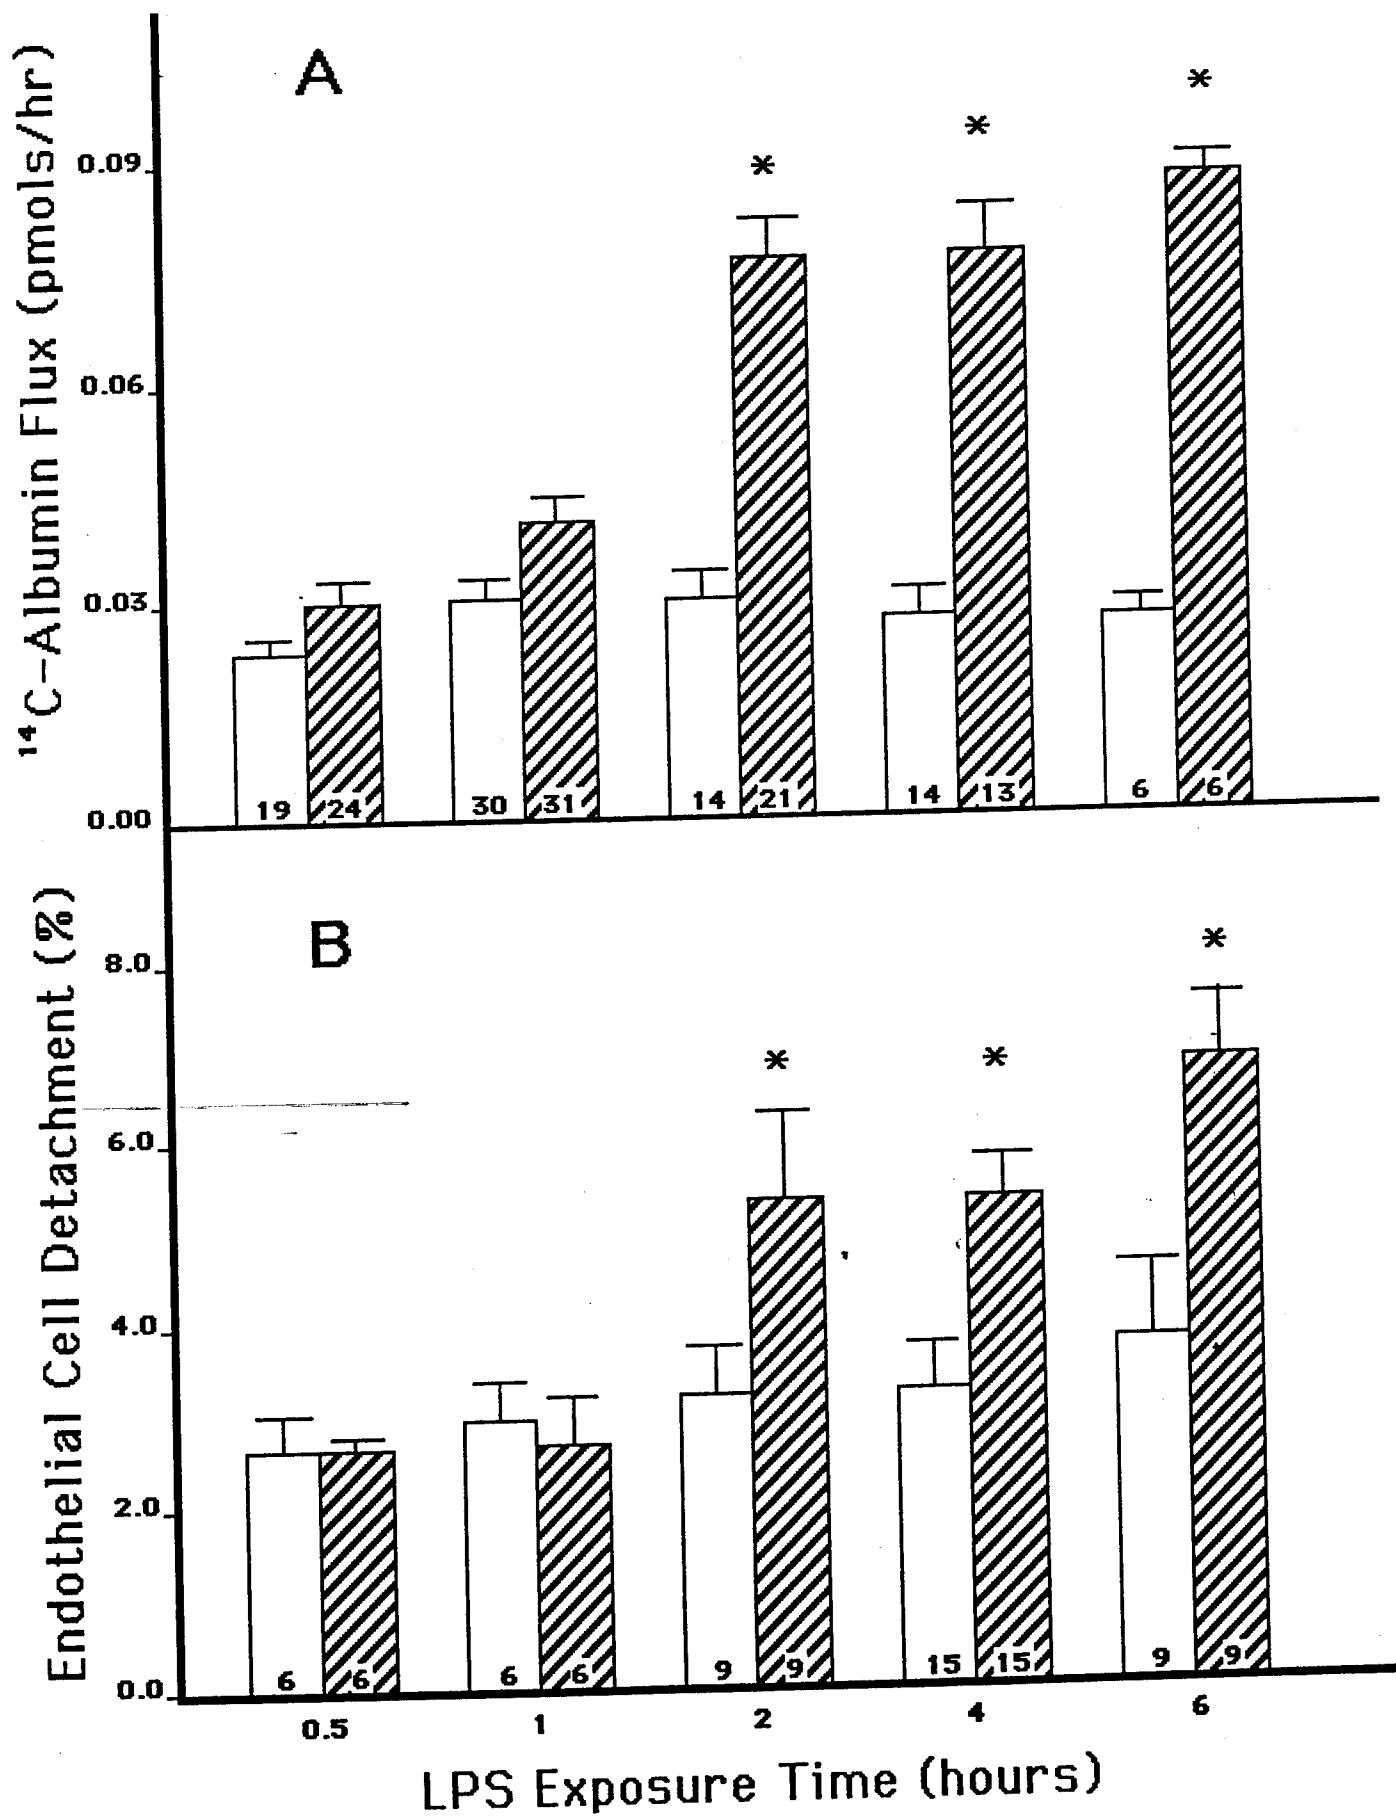 A
¹⁴C-Albumin Flux (pmols/hr)
0.09
0.06
0.03
0.00
* * *
19 24 30 31 14 21 14 13 6 6
B
Endothelial Cell Detachment (%)
8.0
6.0
4.0
2.0
0.0
* * *
6 6 6 6 9 9 15 15 9 9
0.5 1 2 4 6
LPS Exposure Time (hours)